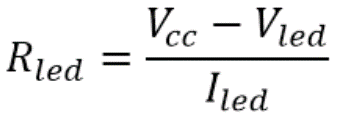 R_led = (V_cc − V_led) / I_led